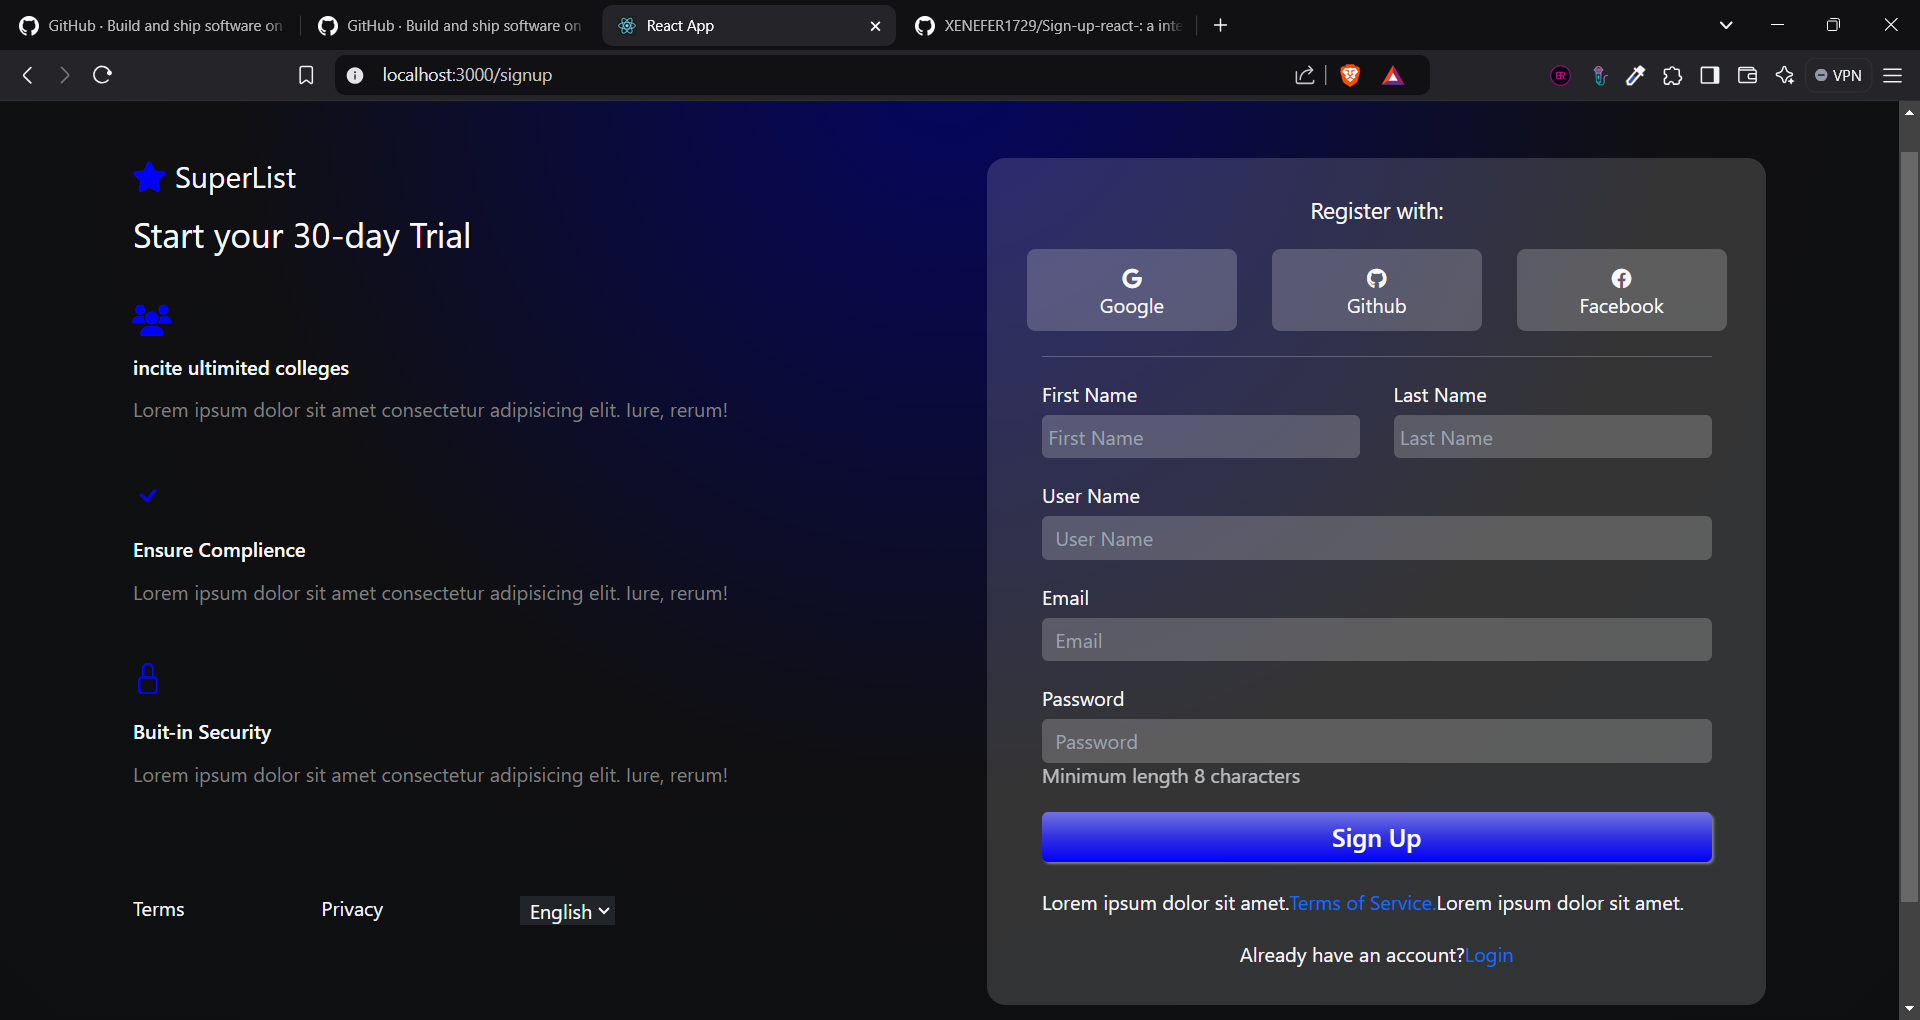 GitHub · Build and ship software on
GitHub · Build and ship software on
React App
XENEFER1729/Sign-up-react-: a inte
localhost:3000/signup
BR
VPN
SuperList
Start your 30-day Trial
incite ultimited colleges
Lorem ipsum dolor sit amet consectetur adipisicing elit. Iure, rerum!
Ensure Complience
Lorem ipsum dolor sit amet consectetur adipisicing elit. Iure, rerum!
Buit-in Security
Lorem ipsum dolor sit amet consectetur adipisicing elit. Iure, rerum!
Terms
Privacy
English
Register with:
Google
Github
Facebook
First Name
Last Name
First Name
Last Name
User Name
User Name
Email
Email
Password
Password
Minimum length 8 characters
Sign Up
Lorem ipsum dolor sit amet.Terms of Service.Lorem ipsum dolor sit amet.
Already have an account?Login